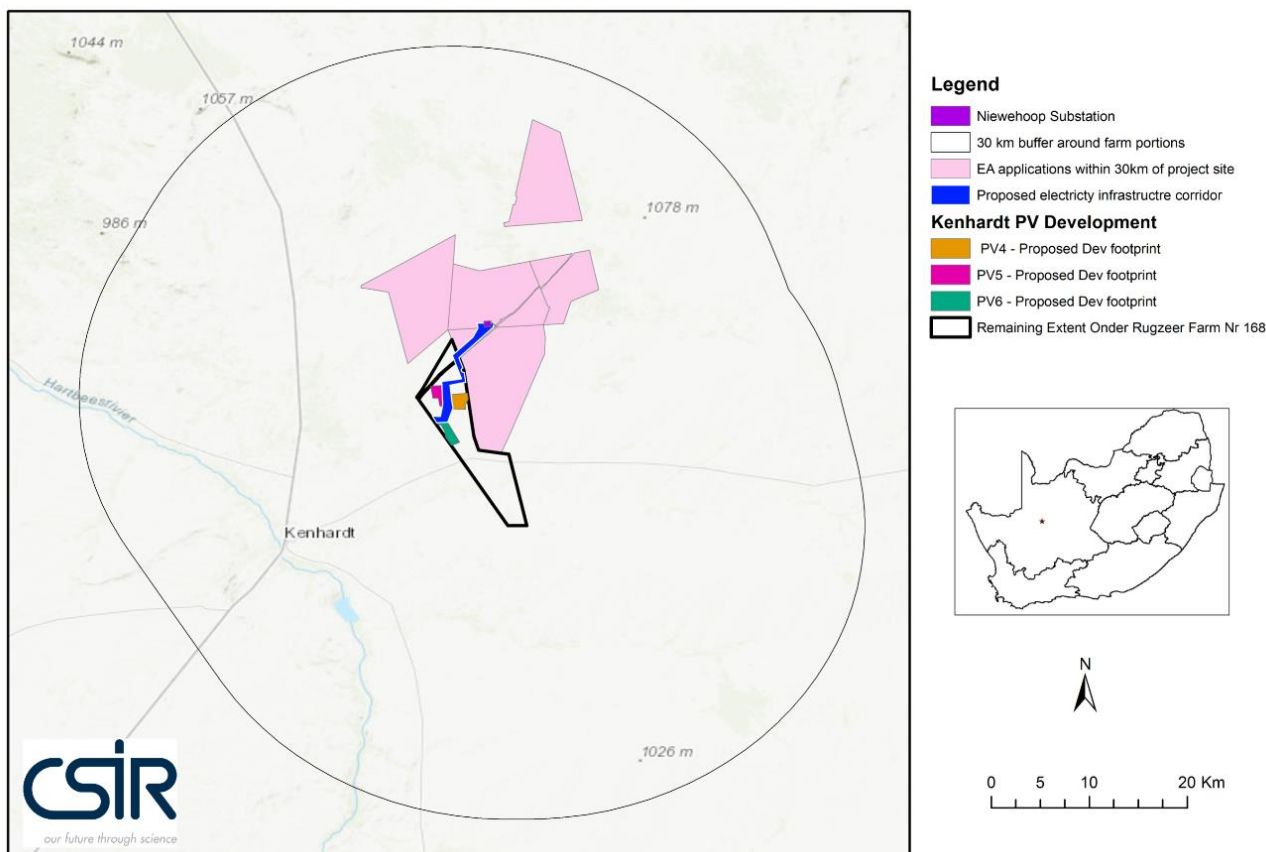 1044 m
1057 m
986 m
1078 m
Hartbeesrivier
Kenhardt
1026 m
CSIR
our future through science
Legend
Niewehoop Substation
30 km buffer around farm portions
EA applications within 30km of project site
Proposed electricty infrastructre corridor
Kenhardt PV Development
PV4 - Proposed Dev footprint
PV5 - Proposed Dev footprint
PV6 - Proposed Dev footprint
Remaining Extent Onder Rugzeer Farm Nr 168
N
0 5 10 20 Km